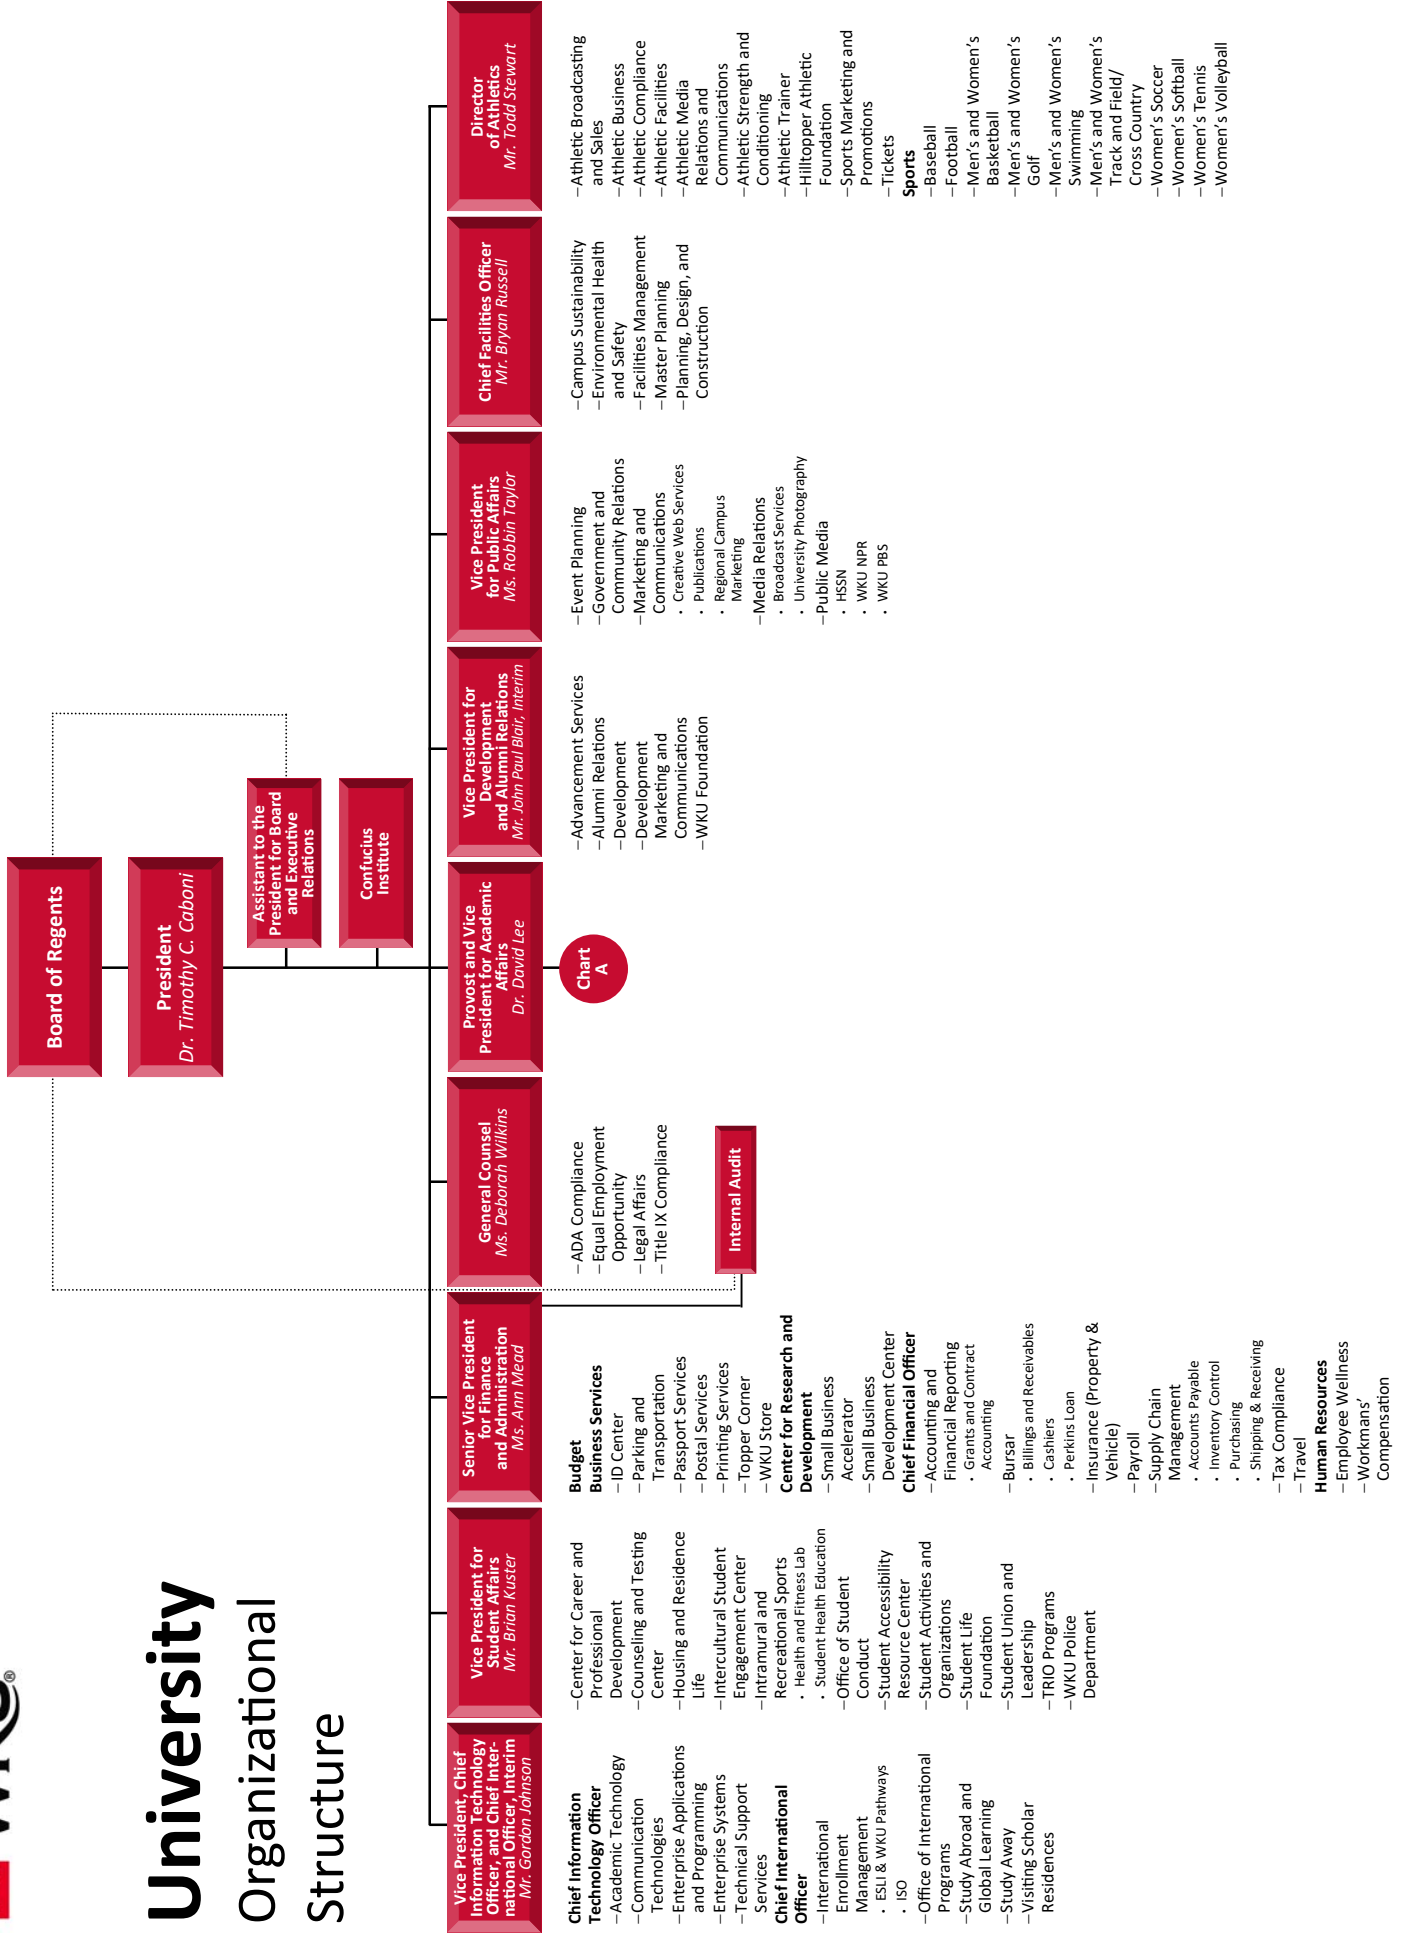 WKU®
University
Organizational
Structure
Board of Regents
President
Dr. Timothy C. Caboni
Assistant to the
President for Board
and Executive
Relations
Confucius
Institute
Vice President, Chief
Information Technology
Officer, and Chief Inter-
national Officer, Interim
Mr. Gordon Johnson
Chief Information
Technology Officer
–Academic Technology
–Communication
Technologies
–Enterprise Applications
and Programming
–Enterprise Systems
–Technical Support
Services
Chief International
Officer
–International
Enrollment
Management
• ESLI & WKU Pathways
• ISO
–Office of International
Programs
–Study Abroad and
Global Learning
–Study Away
–Visiting Scholar
Residences
Vice President for
Student Affairs
Mr. Brian Kuster
–Center for Career and
Professional
Development
–Counseling and Testing
Center
–Housing and Residence
Life
–Intercultural Student
Engagement Center
–Intramural and
Recreational Sports
• Health and Fitness Lab
• Student Health Education
–Office of Student
Conduct
–Student Accessibility
Resource Center
–Student Activities and
Organizations
–Student Life
Foundation
–Student Union and
Leadership
–TRIO Programs
–WKU Police
Department
Senior Vice President
for Finance
and Administration
Ms. Ann Mead
Budget
Business Services
–ID Center
–Parking and
Transportation
–Passport Services
–Postal Services
–Printing Services
–Topper Corner
–WKU Store
Center for Research and
Development
–Small Business
Accelerator
–Small Business
Development Center
Chief Financial Officer
–Accounting and
Financial Reporting
• Grants and Contract
Accounting
–Bursar
• Billings and Receivables
• Cashiers
• Perkins Loan
–Insurance (Property &
Vehicle)
–Payroll
–Supply Chain
Management
• Accounts Payable
• Inventory Control
• Purchasing
• Shipping & Receiving
–Tax Compliance
–Travel
Human Resources
–Employee Wellness
–Workmans’
Compensation
General Counsel
Ms. Deborah Wilkins
–ADA Compliance
–Equal Employment
Opportunity
–Legal Affairs
–Title IX Compliance
Internal Audit
Provost and Vice
President for Academic
Affairs
Dr. David Lee
Chart
A
Vice President for
Development
and Alumni Relations
Mr. John Paul Blair, Interim
–Advancement Services
–Alumni Relations
–Development
–Development
Marketing and
Communications
–WKU Foundation
Vice President
for Public Affairs
Ms. Robbin Taylor
–Event Planning
–Government and
Community Relations
–Marketing and
Communications
• Creative Web Services
• Publications
• Regional Campus
Marketing
–Media Relations
• Broadcast Services
• University Photography
–Public Media
• HSSN
• WKU NPR
• WKU PBS
Chief Facilities Officer
Mr. Bryan Russell
–Campus Sustainability
–Environmental Health
and Safety
–Facilities Management
–Master Planning
–Planning, Design, and
Construction
Director
of Athletics
Mr. Todd Stewart
–Athletic Broadcasting
and Sales
–Athletic Business
–Athletic Compliance
–Athletic Facilities
–Athletic Media
Relations and
Communications
–Athletic Strength and
Conditioning
–Athletic Trainer
–Hilltopper Athletic
Foundation
–Sports Marketing and
Promotions
–Tickets
Sports
–Baseball
–Football
–Men’s and Women’s
Basketball
–Men’s and Women’s
Golf
–Men’s and Women’s
Swimming
–Men’s and Women’s
Track and Field/
Cross Country
–Women’s Soccer
–Women’s Softball
–Women’s Tennis
–Women’s Volleyball